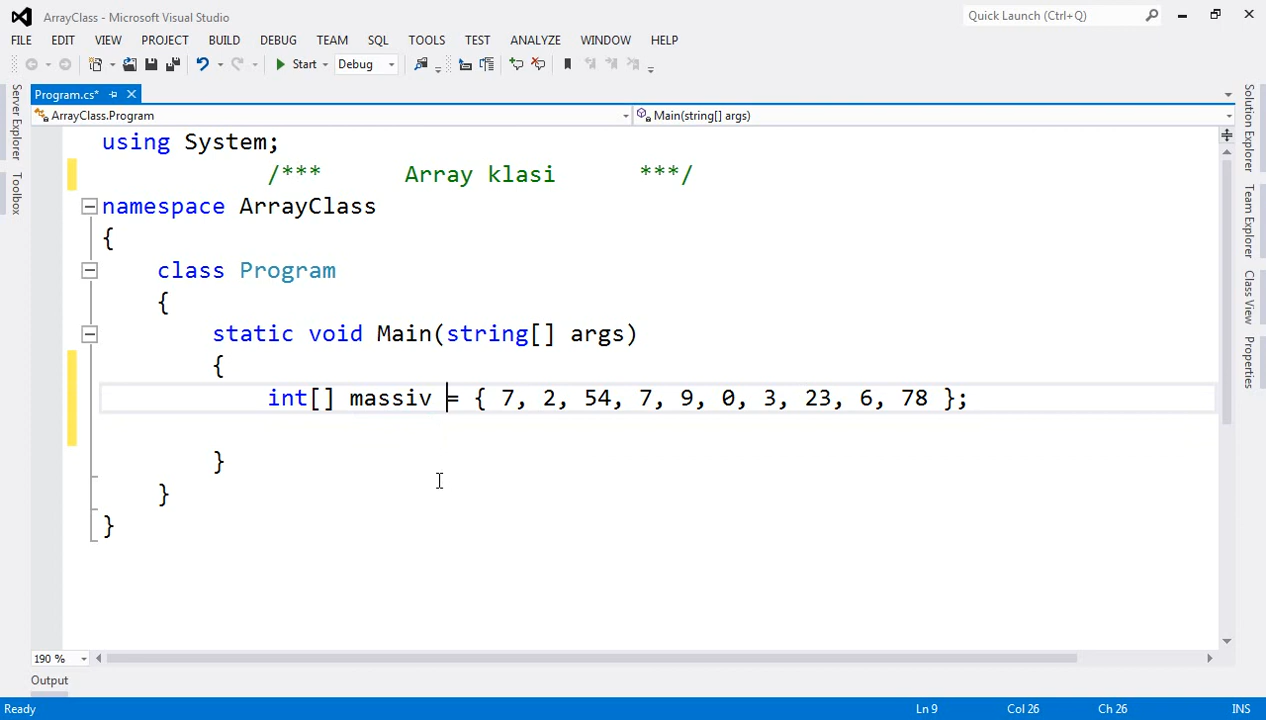 ArrayClass - Microsoft Visual Studio
Quick Launch (Ctrl+Q)
FILE EDIT VIEW PROJECT BUILD DEBUG TEAM SQL TOOLS TEST ANALYZE WINDOW HELP
Start Debug
Program.cs*
ArrayClass.Program
Main(string[] args)
Server Explorer
Toolbox
using System;
/*** Array klasi ***/
namespace ArrayClass
{
class Program
{
static void Main(string[] args)
{
int[] massiv = { 7, 2, 54, 7, 9, 0, 3, 23, 6, 78 };
}
}
}
Solution Explorer
Team Explorer
Class View
Properties
190 %
Output
Ready Ln 9 Col 26 Ch 26 INS